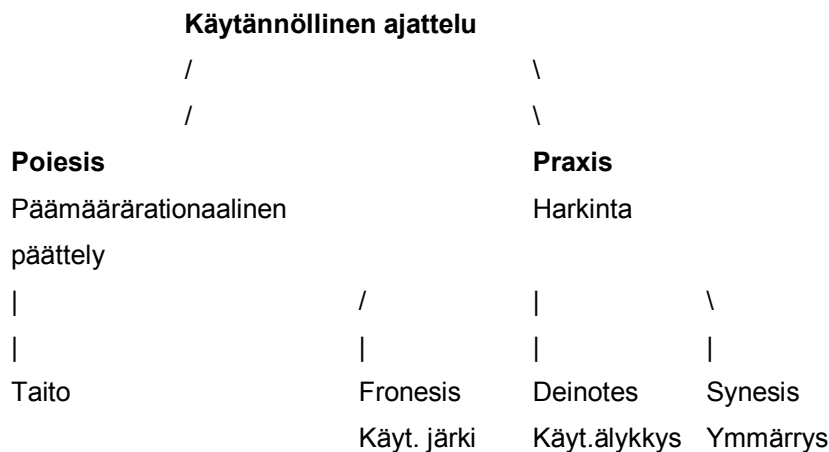 Käytännöllinen ajattelu
/ \
/ \
Poiesis Praxis
Päämäärärationaalinen Harkinta
päättely
| / | \
| | | |
Taito Fronesis Deinotes Synesis
Käyt. järki Käyt.älykkys Ymmärrys